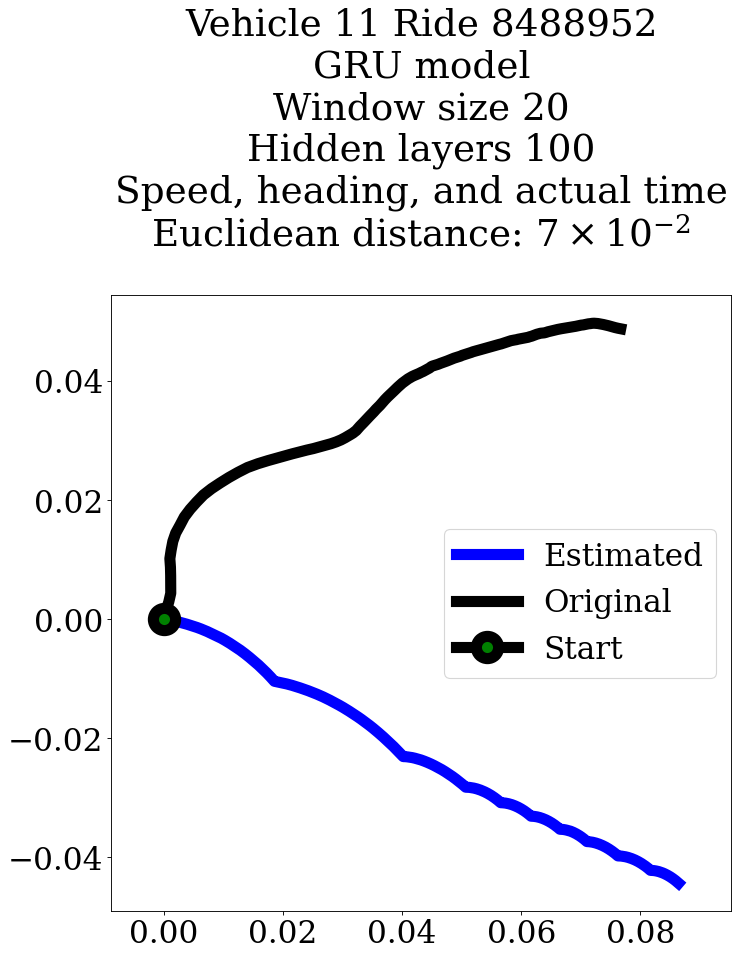 Vehicle 11 Ride 8488952
GRU model
Window size 20
Hidden layers 100
Speed, heading, and actual time
Euclidean distance: $7 \times 10^{-2}$
0.04
0.02
0.00
−0.02
−0.04
Estimated
Original
Start
0.00 0.02 0.04 0.06 0.08